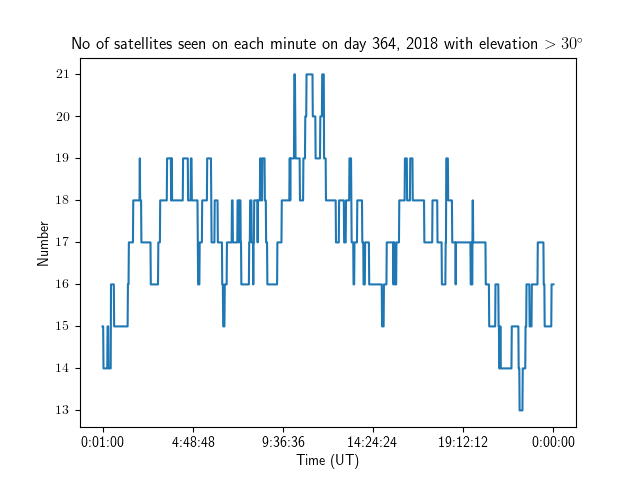 No of satellites seen on each minute on day 364, 2018 with elevation > 30°
21
20
19
18
17
16
15
14
13
Number
0:01:00 4:48:48 9:36:36 14:24:24 19:12:12 0:00:00
Time (UT)